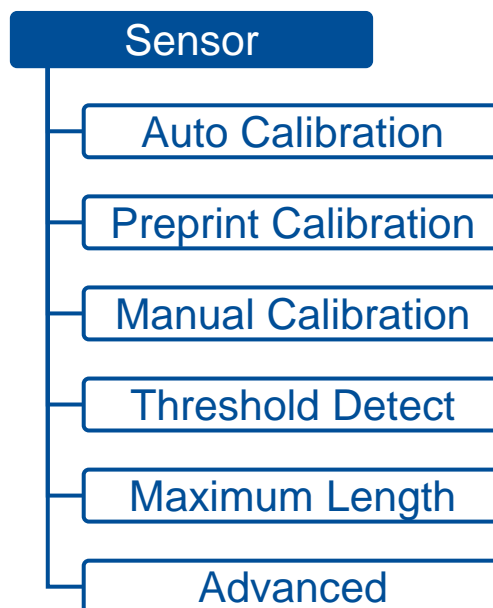 Sensor
Auto Calibration
Preprint Calibration
Manual Calibration
Threshold Detect
Maximum Length
Advanced